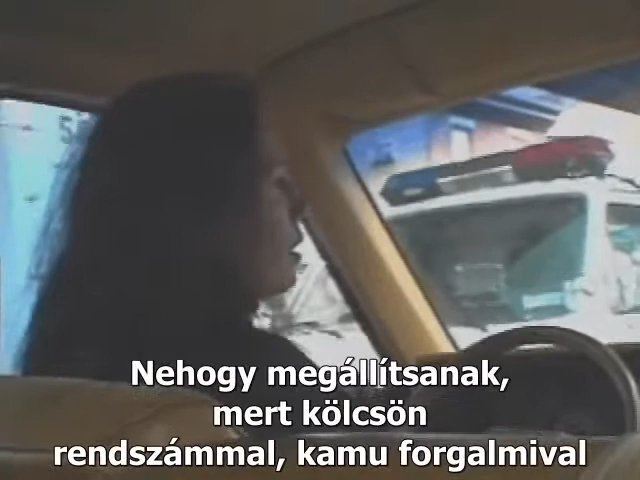 Nehogy megállítsanak,
mert kölcsön
rendszámmal, kamu forgalmival